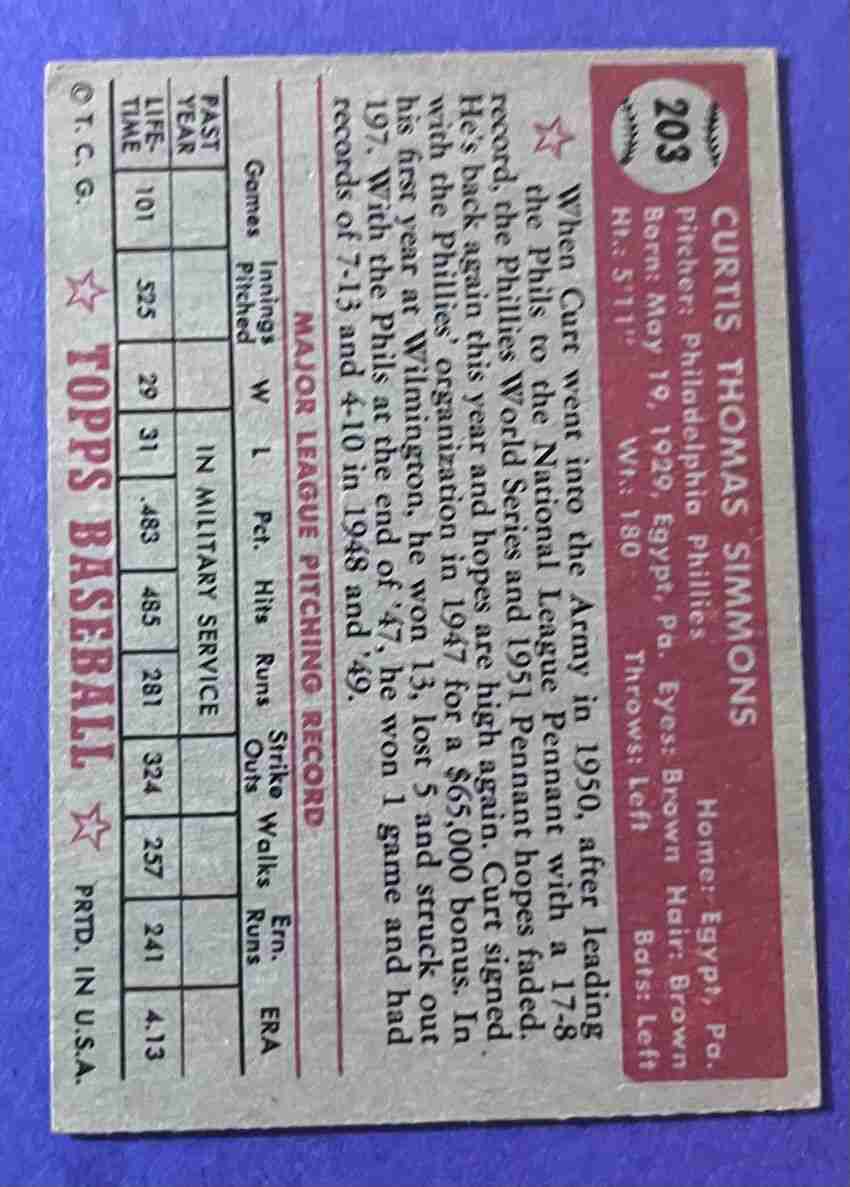 203
CURTIS THOMAS SIMMONS
Pitcher: Philadelphia Phillies Home: Egypt, Pa.
Born: May 19, 1929, Egypt, Pa. Eyes: Brown Hair: Brown
Ht.: 5'11" Wt.: 180 Throws: Left Bats: Left
When Curt went into the Army in 1950, after leading
the Phils to the National League Pennant with a 17-8
record, the Phillies World Series and 1951 Pennant hopes faded.
He's back again this year and hopes are high again. Curt signed
with the Phillies' organization in 1947 for a $65,000 bonus. In
his first year at Wilmington, he won 13, lost 5 and struck out
197. With the Phils at the end of '47, he won 1 game and had
records of 7-13 and 4-10 in 1948 and '49.
MAJOR LEAGUE PITCHING RECORD
Games Innings Pitched W L Pct. Hits Runs Strike Outs Walks Ern. Runs ERA
PAST YEAR IN MILITARY SERVICE
LIFE-TIME 101 525 29 31 .483 485 281 324 257 241 4.13
© T. C. G. TOPPS BASEBALL PRTD. IN U.S.A.